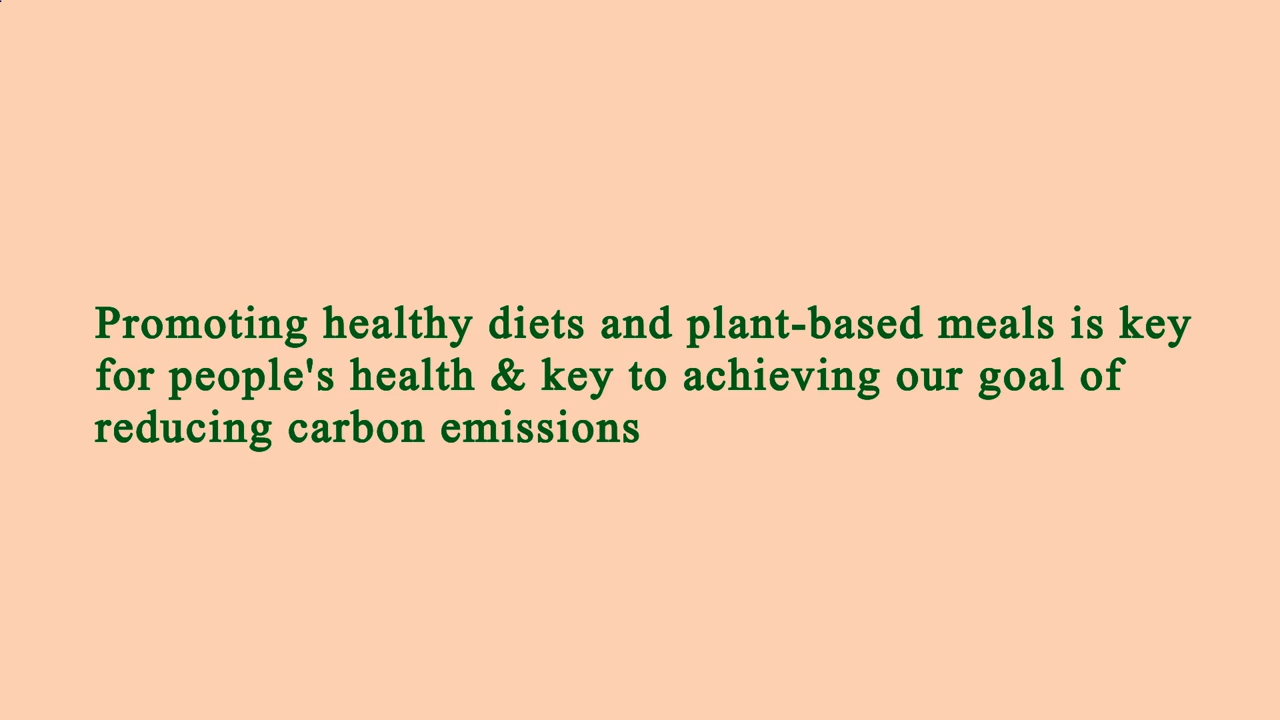 Promoting healthy diets and plant-based meals is key
for people's health & key to achieving our goal of
reducing carbon emissions